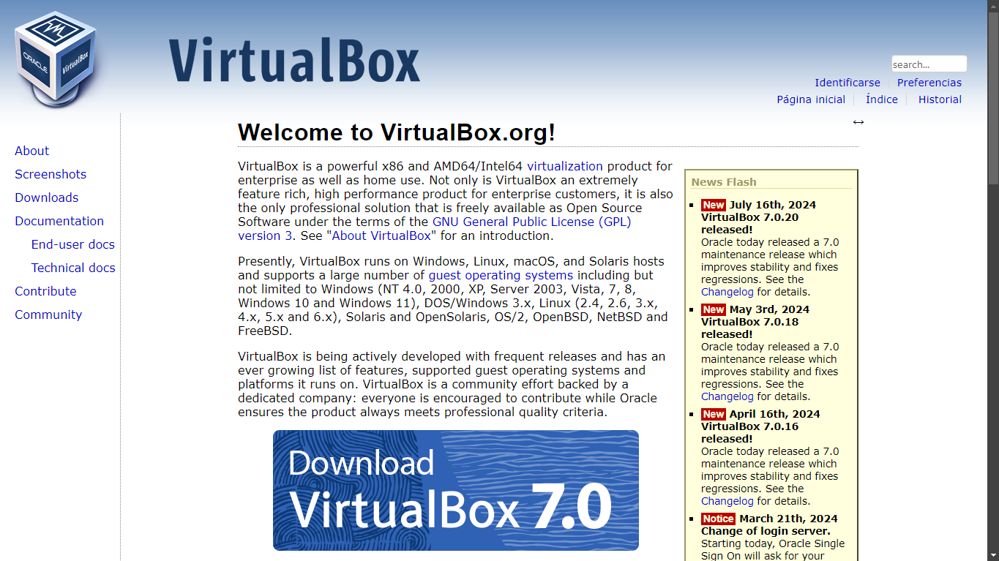 ORACLE
VirtualBox
VirtualBox
search...
Identificarse
Preferencias
Página inicial
Índice
Historial
About
Screenshots
Downloads
Documentation
End-user docs
Technical docs
Contribute
Community
Welcome to VirtualBox.org!
VirtualBox is a powerful x86 and AMD64/Intel64 virtualization product for
enterprise as well as home use. Not only is VirtualBox an extremely
feature rich, high performance product for enterprise customers, it is also
the only professional solution that is freely available as Open Source
Software under the terms of the GNU General Public License (GPL)
version 3. See "About VirtualBox" for an introduction.
Presently, VirtualBox runs on Windows, Linux, macOS, and Solaris hosts
and supports a large number of guest operating systems including but
not limited to Windows (NT 4.0, 2000, XP, Server 2003, Vista, 7, 8,
Windows 10 and Windows 11), DOS/Windows 3.x, Linux (2.4, 2.6, 3.x,
4.x, 5.x and 6.x), Solaris and OpenSolaris, OS/2, OpenBSD, NetBSD and
FreeBSD.
VirtualBox is being actively developed with frequent releases and has an
ever growing list of features, supported guest operating systems and
platforms it runs on. VirtualBox is a community effort backed by a
dedicated company: everyone is encouraged to contribute while Oracle
ensures the product always meets professional quality criteria.
Download
VirtualBox 7.0
News Flash
New July 16th, 2024
VirtualBox 7.0.20
released!
Oracle today released a 7.0
maintenance release which
improves stability and fixes
regressions. See the
Changelog for details.
New May 3rd, 2024
VirtualBox 7.0.18
released!
Oracle today released a 7.0
maintenance release which
improves stability and fixes
regressions. See the
Changelog for details.
New April 16th, 2024
VirtualBox 7.0.16
released!
Oracle today released a 7.0
maintenance release which
improves stability and fixes
regressions. See the
Changelog for details.
Notice March 21th, 2024
Change of login server.
Starting today, Oracle Single
Sign On will ask for your